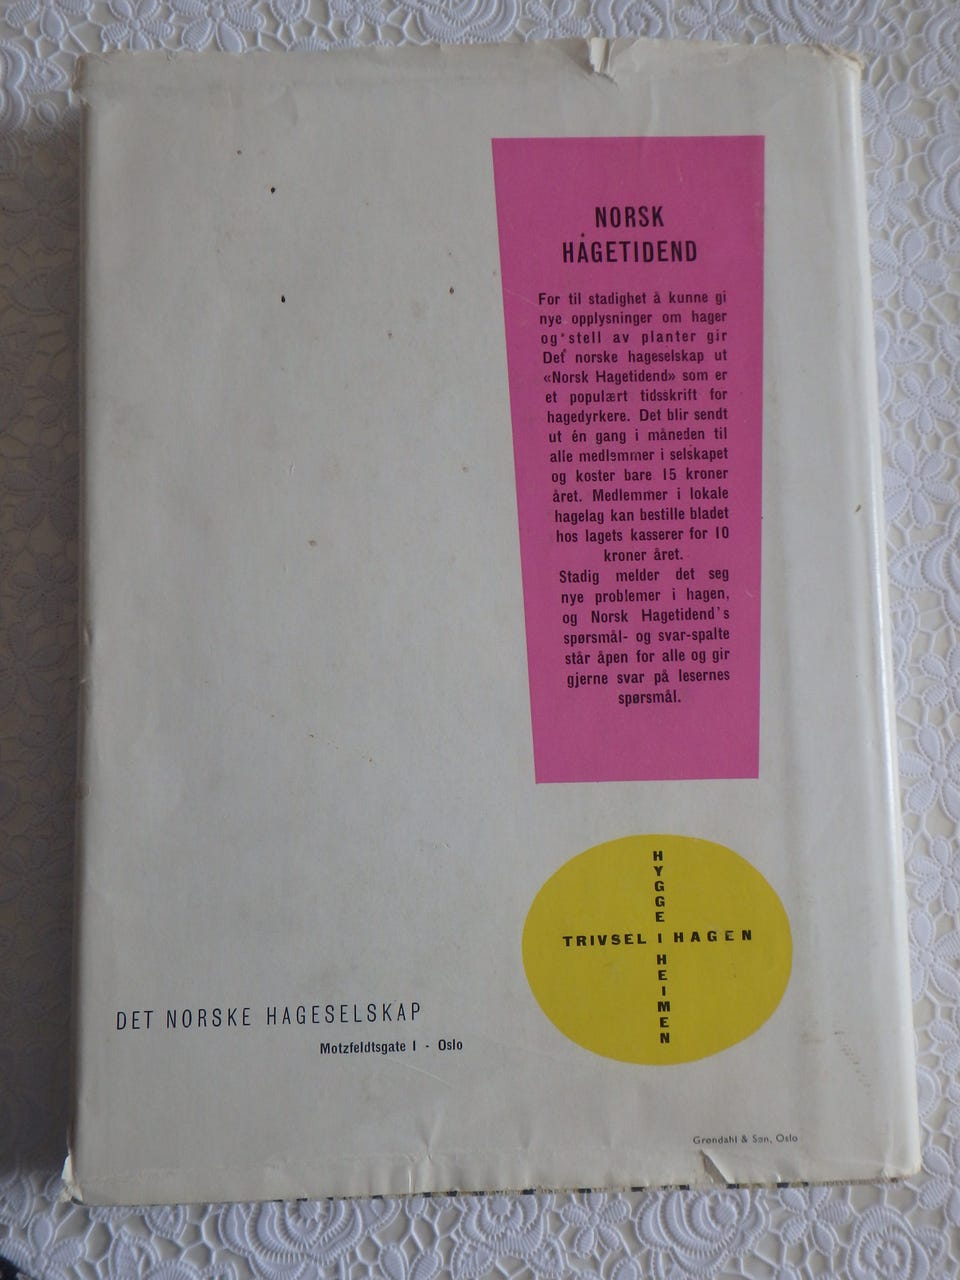 NORSK
HAGETIDEND
For til stadighet å kunne gi
nye opplysninger om hager
og stell av planter gir
Det norske hageselskap ut
«Norsk Hagetidend» som er
et populært tidsskrift for
hagedyrkere. Det blir sendt
ut én gang i måneden til
alle medlemmer i selskapet
og koster bare 15 kroner
året. Medlemmer i lokale
hagelag kan bestille bladet
hos lagets kasserer for 10
kroner året.
Stadig melder det seg
nye problemer i hagen,
og Norsk Hagetidend's
spørsmål- og svar-spalte
står åpen for alle og gir
gjerne svar på lesernes
spørsmål.
HYGGE I HEIMEN
TRIVSEL I HAGEN
DET NORSKE HAGESELSKAP
Motzfeldtsgate 1 - Oslo
Grøndahl & Søn, Oslo